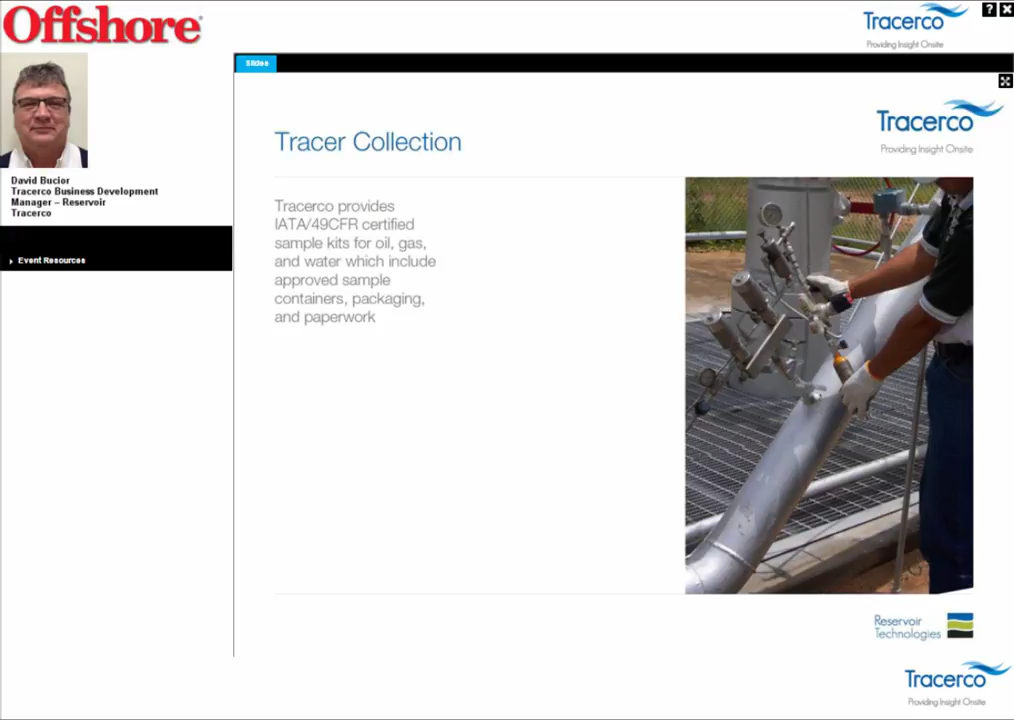 Offshore
Tracerco
Providing Insight Onsite
?
Slides
David Bucior
Tracerco Business Development
Manager – Reservoir
Tracerco
Event Resources
Tracerco
Providing Insight Onsite
Tracer Collection
Tracerco provides
IATA/49CFR certified
sample kits for oil, gas,
and water which include
approved sample
containers, packaging,
and paperwork
Reservoir
Technologies
Tracerco
Providing Insight Onsite